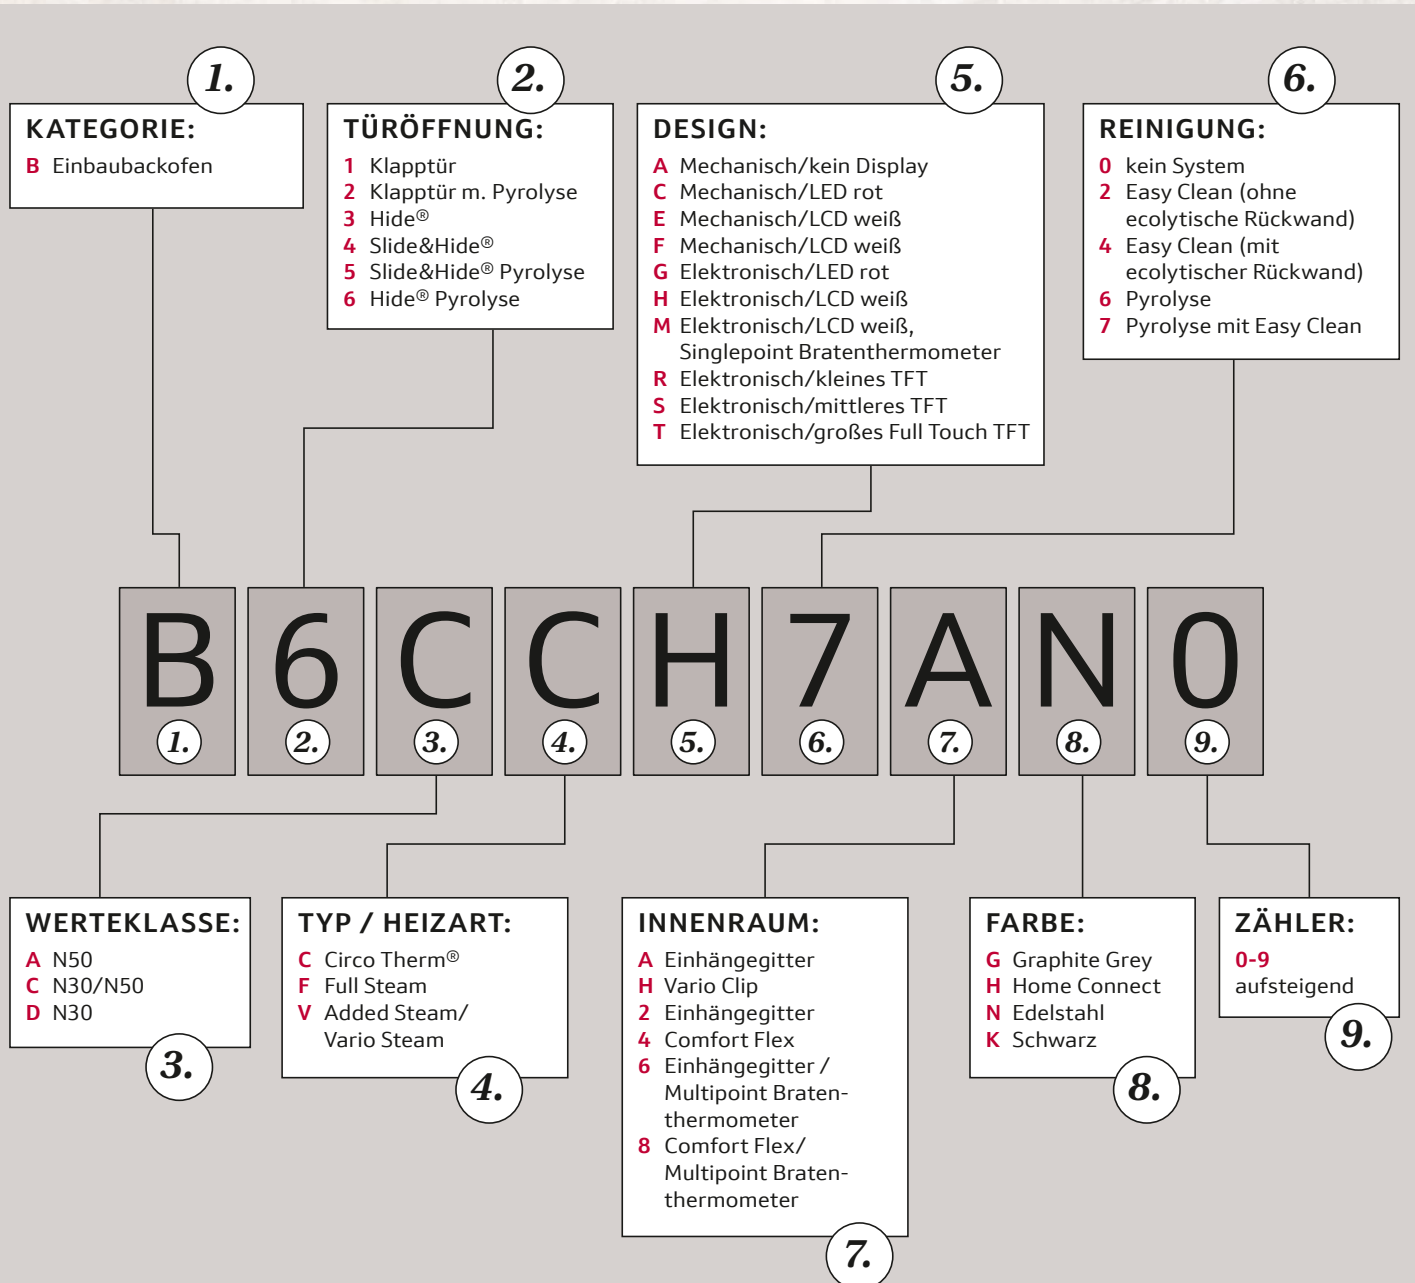 1.
KATEGORIE:
B Einbaubackofen
2.
TÜRÖFFNUNG:
1 Klapptür
2 Klapptür m. Pyrolyse
3 Hide®
4 Slide&Hide®
5 Slide&Hide® Pyrolyse
6 Hide® Pyrolyse
5.
DESIGN:
A Mechanisch/kein Display
C Mechanisch/LED rot
E Mechanisch/LCD weiß
F Mechanisch/LCD weiß
G Elektronisch/LED rot
H Elektronisch/LCD weiß
M Elektronisch/LCD weiß,
Singlepoint Bratenthermometer
R Elektronisch/kleines TFT
S Elektronisch/mittleres TFT
T Elektronisch/großes Full Touch TFT
6.
REINIGUNG:
0 kein System
2 Easy Clean (ohne
ecolytische Rückwand)
4 Easy Clean (mit
ecolytischer Rückwand)
6 Pyrolyse
7 Pyrolyse mit Easy Clean
B 6 C C H 7 A N 0
1. 2. 3. 4. 5. 6. 7. 8. 9.
WERTEKLASSE:
A N50
C N30/N50
D N30
3.
TYP / HEIZART:
C Circo Therm®
F Full Steam
V Added Steam/
Vario Steam
4.
INNENRAUM:
A Einhängegitter
H Vario Clip
2 Einhängegitter
4 Comfort Flex
6 Einhängegitter /
Multipoint Braten-
thermometer
8 Comfort Flex/
Multipoint Braten-
thermometer
7.
FARBE:
G Graphite Grey
H Home Connect
N Edelstahl
K Schwarz
8.
ZÄHLER:
0-9
aufsteigend
9.